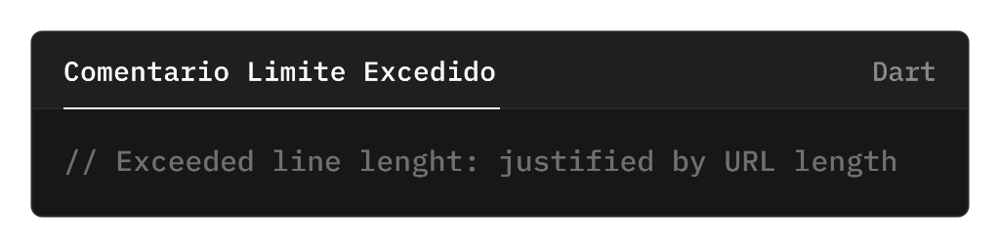 Comentario Limite Excedido
Dart
// Exceeded line lenght: justified by URL length